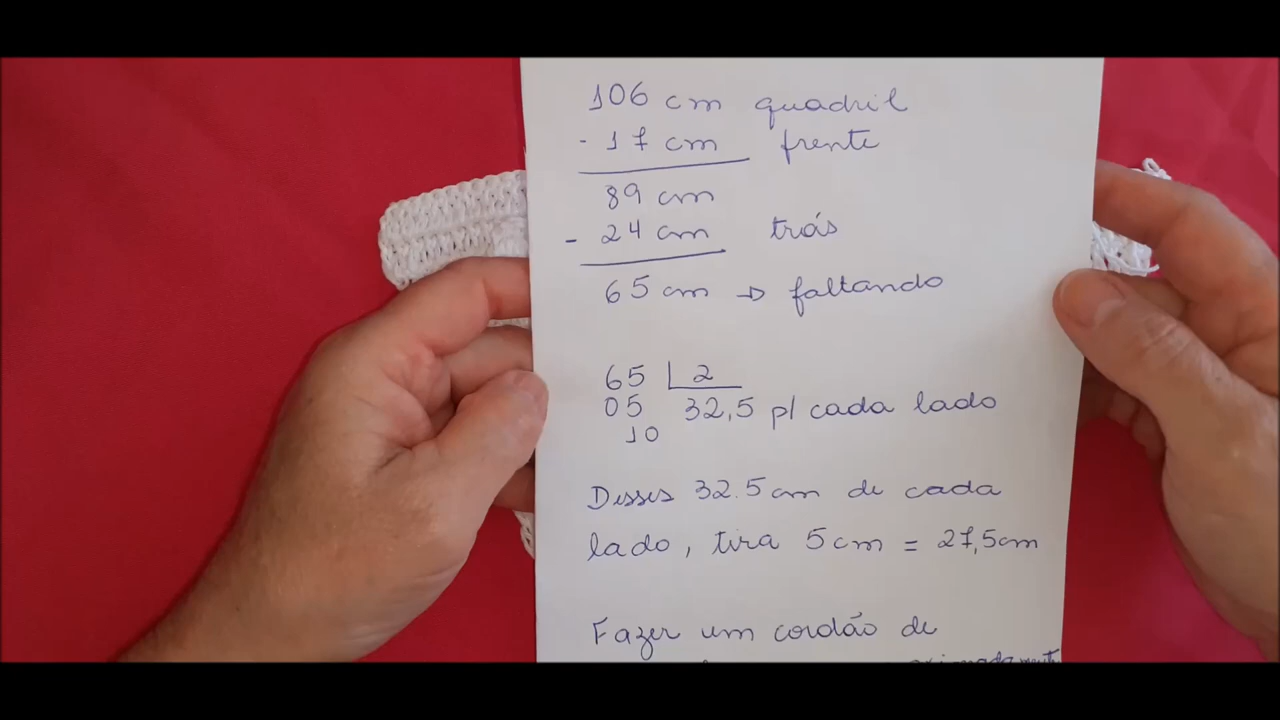 106 cm quadril
- 17 cm frente
89 cm
- 24 cm trás
65 cm → faltando
65 2
05 32,5 p/ cada lado
10
Desses 32.5cm de cada
lado, tira 5cm = 27,5cm
Fazer um cordão de
aproximadamente